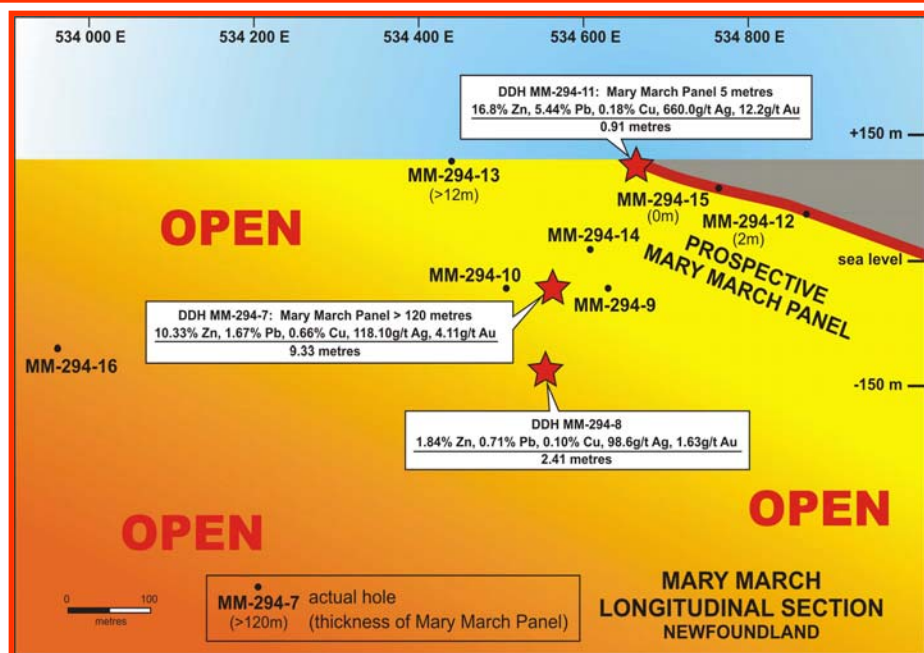 534 000 E
534 200 E
534 400 E
534 600 E
534 800 E
DDH MM-294-11: Mary March Panel 5 metres
16.8% Zn, 5.44% Pb, 0.18% Cu, 660.0g/t Ag, 12.2g/t Au
0.91 metres
+150 m
MM-294-13
(>12m)
MM-294-15
(0m)
MM-294-12
(2m)
OPEN
MM-294-14
PROSPECTIVE
MARY MARCH PANEL
sea level
MM-294-10
MM-294-9
DDH MM-294-7: Mary March Panel > 120 metres
10.33% Zn, 1.67% Pb, 0.66% Cu, 118.10g/t Ag, 4.11g/t Au
9.33 metres
MM-294-16
-150 m
DDH MM-294-8
1.84% Zn, 0.71% Pb, 0.10% Cu, 98.6g/t Ag, 1.63g/t Au
2.41 metres
OPEN
OPEN
0 100
metres
MM-294-7 actual hole
(>120m) (thickness of Mary March Panel)
MARY MARCH
LONGITUDINAL SECTION
NEWFOUNDLAND